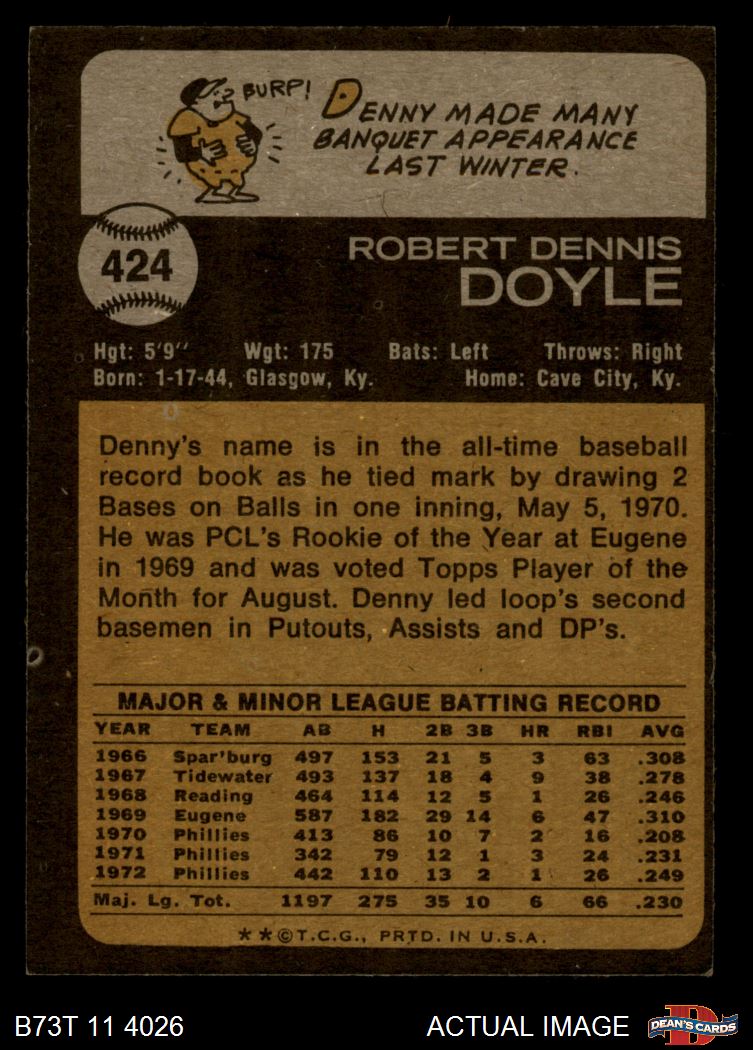 BURP!
DENNY MADE MANY
BANQUET APPEARANCE
LAST WINTER.
424
ROBERT DENNIS
DOYLE
Hgt: 5'9" Wgt: 175 Bats: Left Throws: Right
Born: 1-17-44, Glasgow, Ky. Home: Cave City, Ky.
Denny's name is in the all-time baseball
record book as he tied mark by drawing 2
Bases on Balls in one inning, May 5, 1970.
He was PCL's Rookie of the Year at Eugene
in 1969 and was voted Topps Player of the
Month for August. Denny led loop's second
basemen in Putouts, Assists and DP's.
MAJOR & MINOR LEAGUE BATTING RECORD
YEAR TEAM AB H 2B 3B HR RBI AVG
1966 Spar'burg 497 153 21 5 3 63 .308
1967 Tidewater 493 137 18 4 9 38 .278
1968 Reading 464 114 12 5 1 26 .246
1969 Eugene 587 182 29 14 6 47 .310
1970 Phillies 413 86 10 7 2 16 .208
1971 Phillies 342 79 12 1 3 24 .231
1972 Phillies 442 110 13 2 1 26 .249
Maj. Lg. Tot. 1197 275 35 10 6 66 .230
**©T.C.G., PRTD. IN U.S.A.
B73T 11 4026 ACTUAL IMAGE
D
DEAN'S CARDS